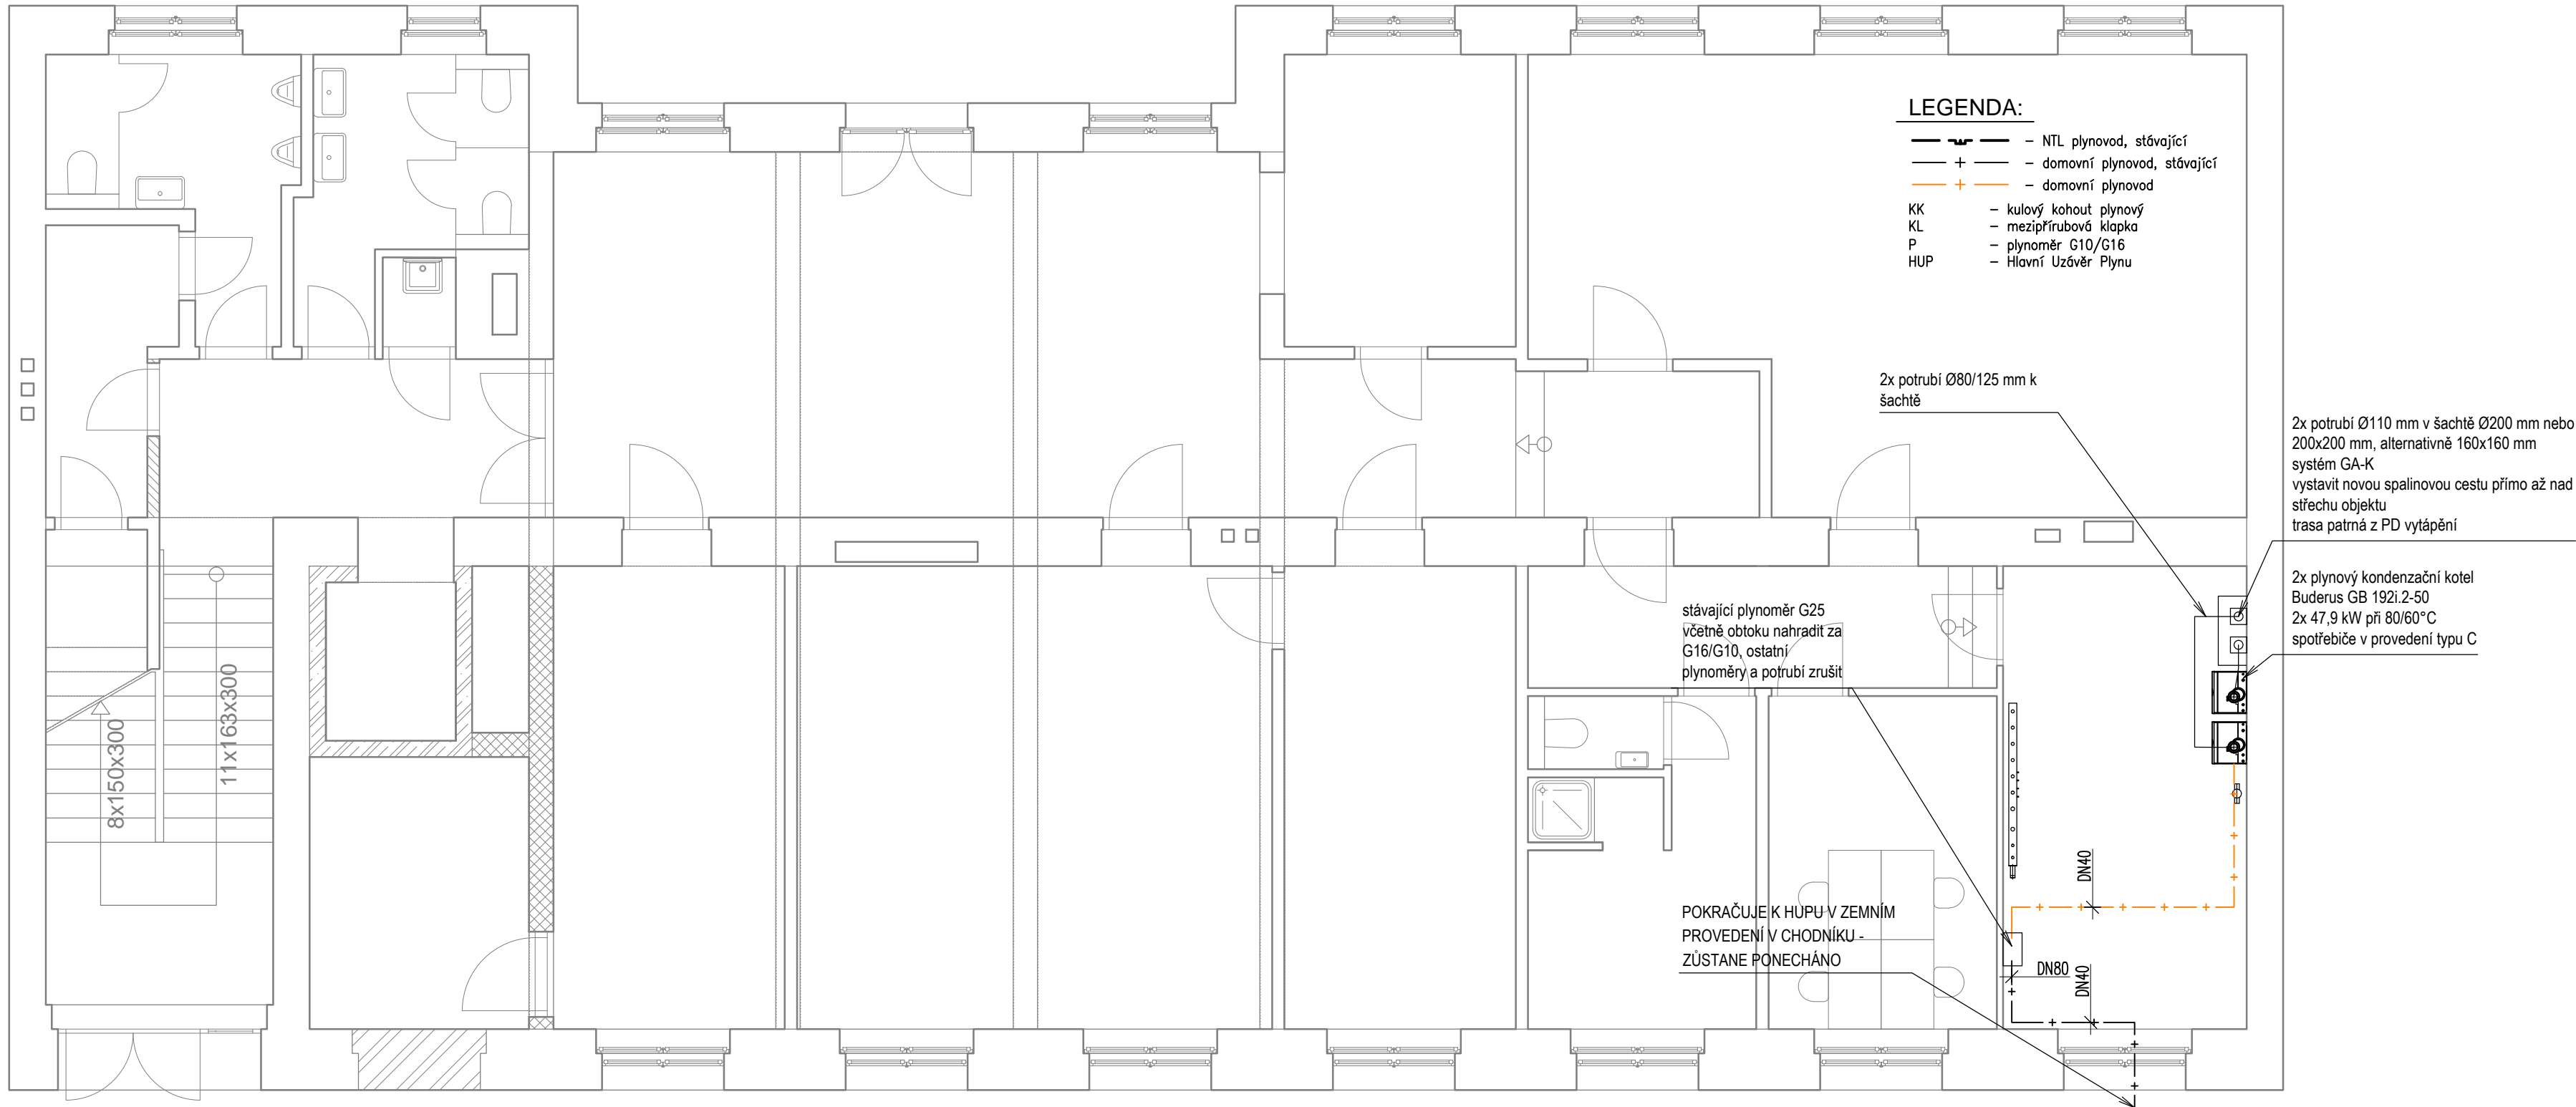 LEGENDA:
– NTL plynovod, stávající
– domovní plynovod, stávající
– domovní plynovod
KK – kulový kohout plynový
KL – mezipřírubová klapka
P – plynoměr G10/G16
HUP – Hlavní Uzávěr Plynu
2x potrubí Ø80/125 mm k
šachtě
2x potrubí Ø110 mm v šachtě Ø200 mm nebo
200x200 mm, alternativně 160x160 mm
systém GA-K
vystavit novou spalinovou cestu přímo až nad
střechu objektu
trasa patrná z PD vytápění
2x plynový kondenzační kotel
Buderus GB 192i.2-50
2x 47,9 kW při 80/60°C
spotřebiče v provedení typu C
stávající plynoměr G25
včetně obtoku nahradit za
G16/G10, ostatní
plynoměry a potrubí zrušit
8x150x300
11x163x300
POKRAČUJE K HUPU V ZEMNÍM
PROVEDENÍ V CHODNÍKU -
ZŮSTANE PONECHÁNO
DN40
DN80
DN40